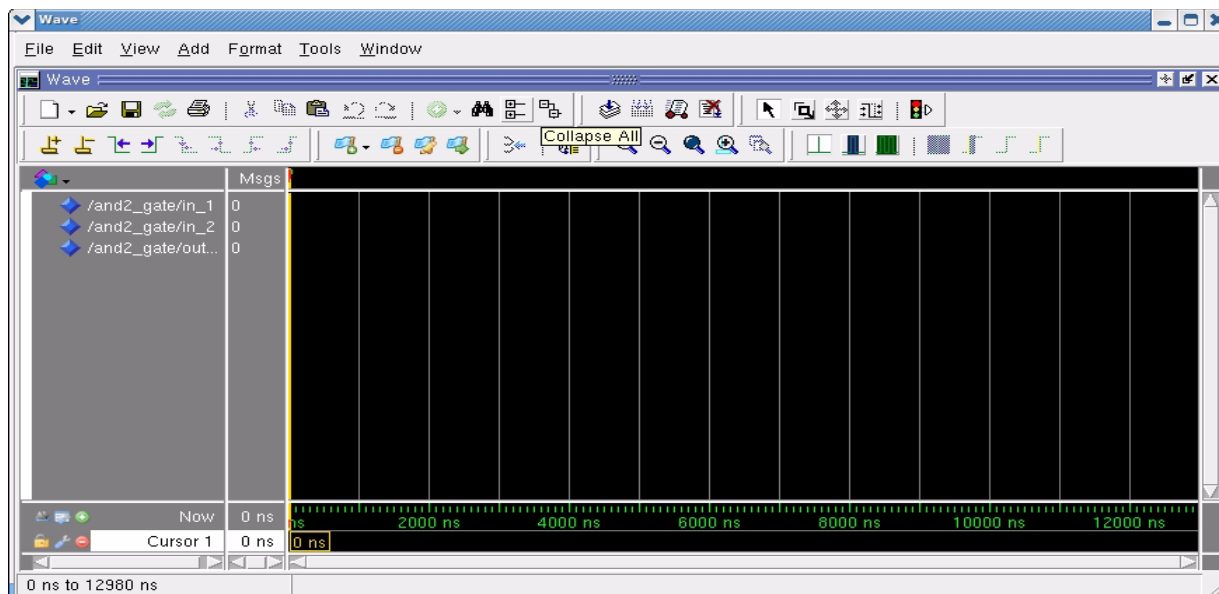 Wave
File Edit View Add Format Tools Window
Wave
Collapse All
Msgs
/and2_gate/in_1 0
/and2_gate/in_2 0
/and2_gate/out... 0
Now 0 ns ns 2000 ns 4000 ns 6000 ns 8000 ns 10000 ns 12000 ns
Cursor 1 0 ns 0 ns
0 ns to 12980 ns